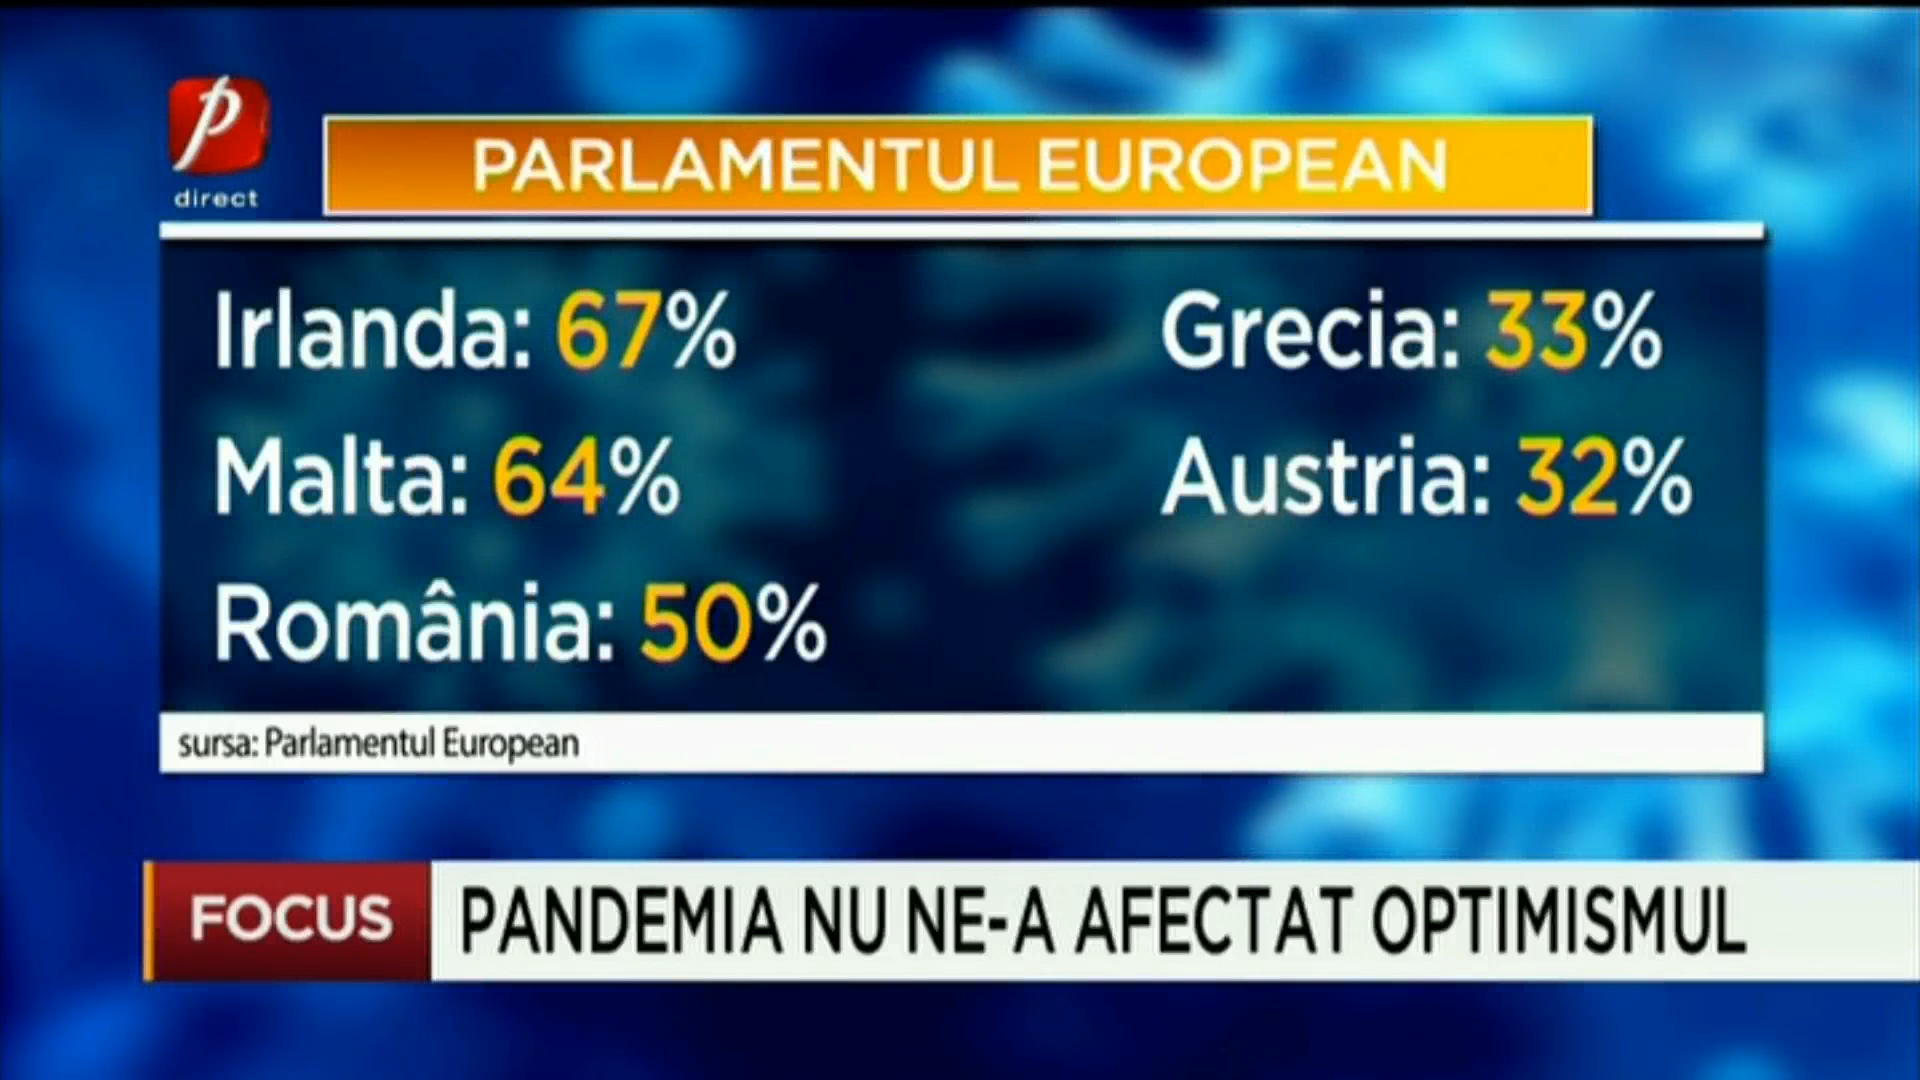 p
direct
PARLAMENTUL EUROPEAN
Irlanda: 67%
Malta: 64%
România: 50%
Grecia: 33%
Austria: 32%
sursa: Parlamentul European
FOCUS
PANDEMIA NU NE-A AFECTAT OPTIMISMUL